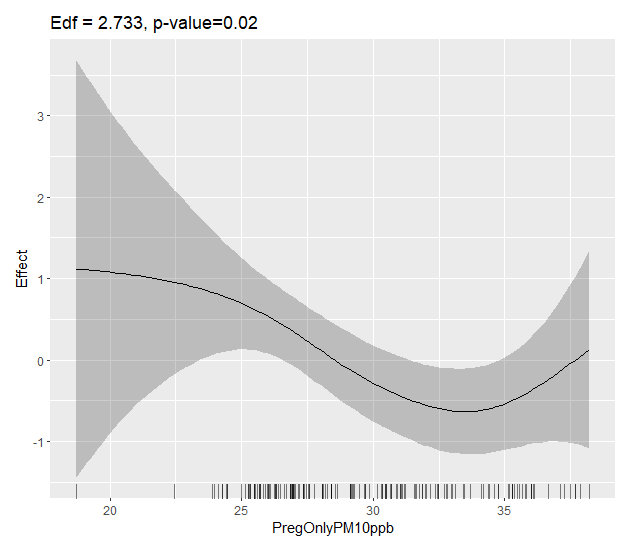 Edf = 2.733, p-value=0.02
3
2
1
0
-1
Effect
20 25 30 35
PregOnlyPM10ppb